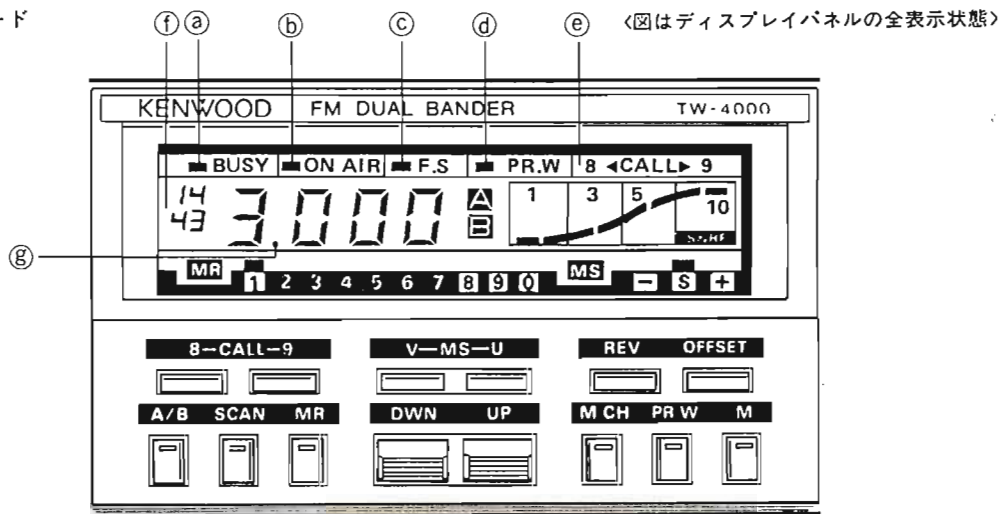 ード
〈図はディスプレイパネルの全表示状態〉
ⓕ ⓐ ⓑ ⓒ ⓓ ⓔ
KENWOOD FM DUAL BANDER TW-4000
BUSY ON AIR F.S PR.W 8 ◄CALL► 9
14
43 3.000 A B 1 3 5 10
ⓖ
MR 1 2 3 4 5 6 7 8 9 0 MS − S +
8−CALL−9 V−MS−U REV OFFSET
A/B SCAN MR DWN UP M CH PR W M